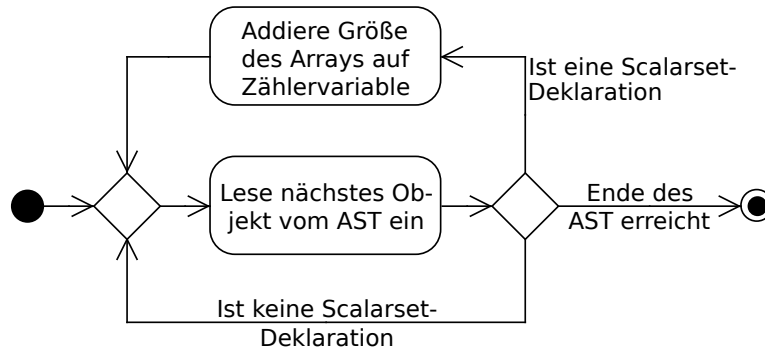 Addiere Größe
des Arrays auf
Zählervariable
Ist eine Scalarset-
Deklaration
Lese nächstes Ob-
jekt vom AST ein
Ende des
AST erreicht
Ist keine Scalarset-
Deklaration